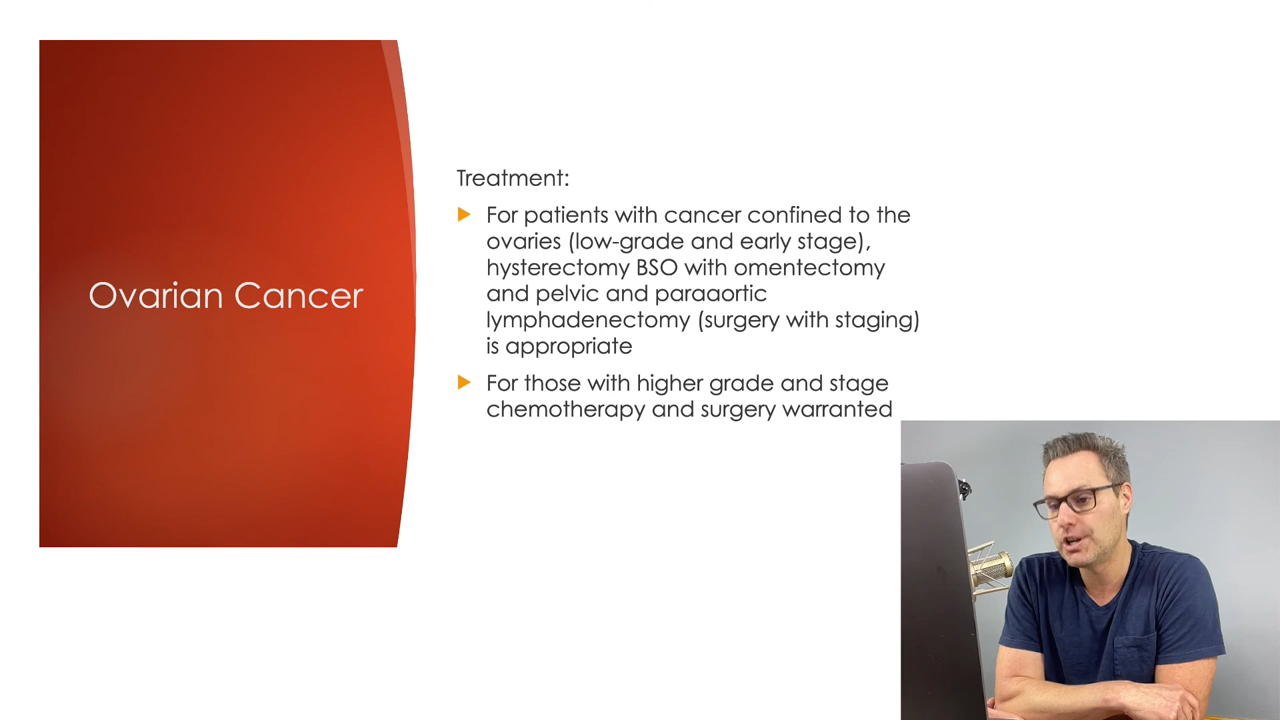 Ovarian Cancer
Treatment:
For patients with cancer confined to the
ovaries (low-grade and early stage),
hysterectomy BSO with omentectomy
and pelvic and paraaortic
lymphadenectomy (surgery with staging)
is appropriate
For those with higher grade and stage
chemotherapy and surgery warranted